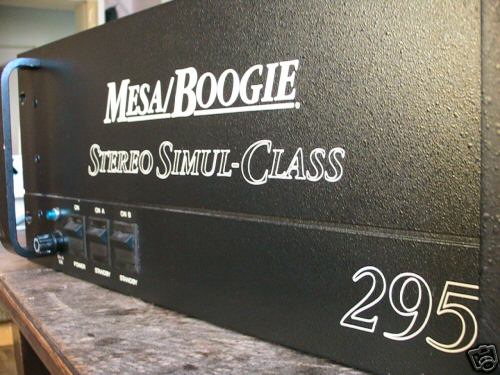 MESA/BOOGIE
STEREO SIMUL-CLASS
ON ON A ON B
POWER STANDBY STANDBY
295